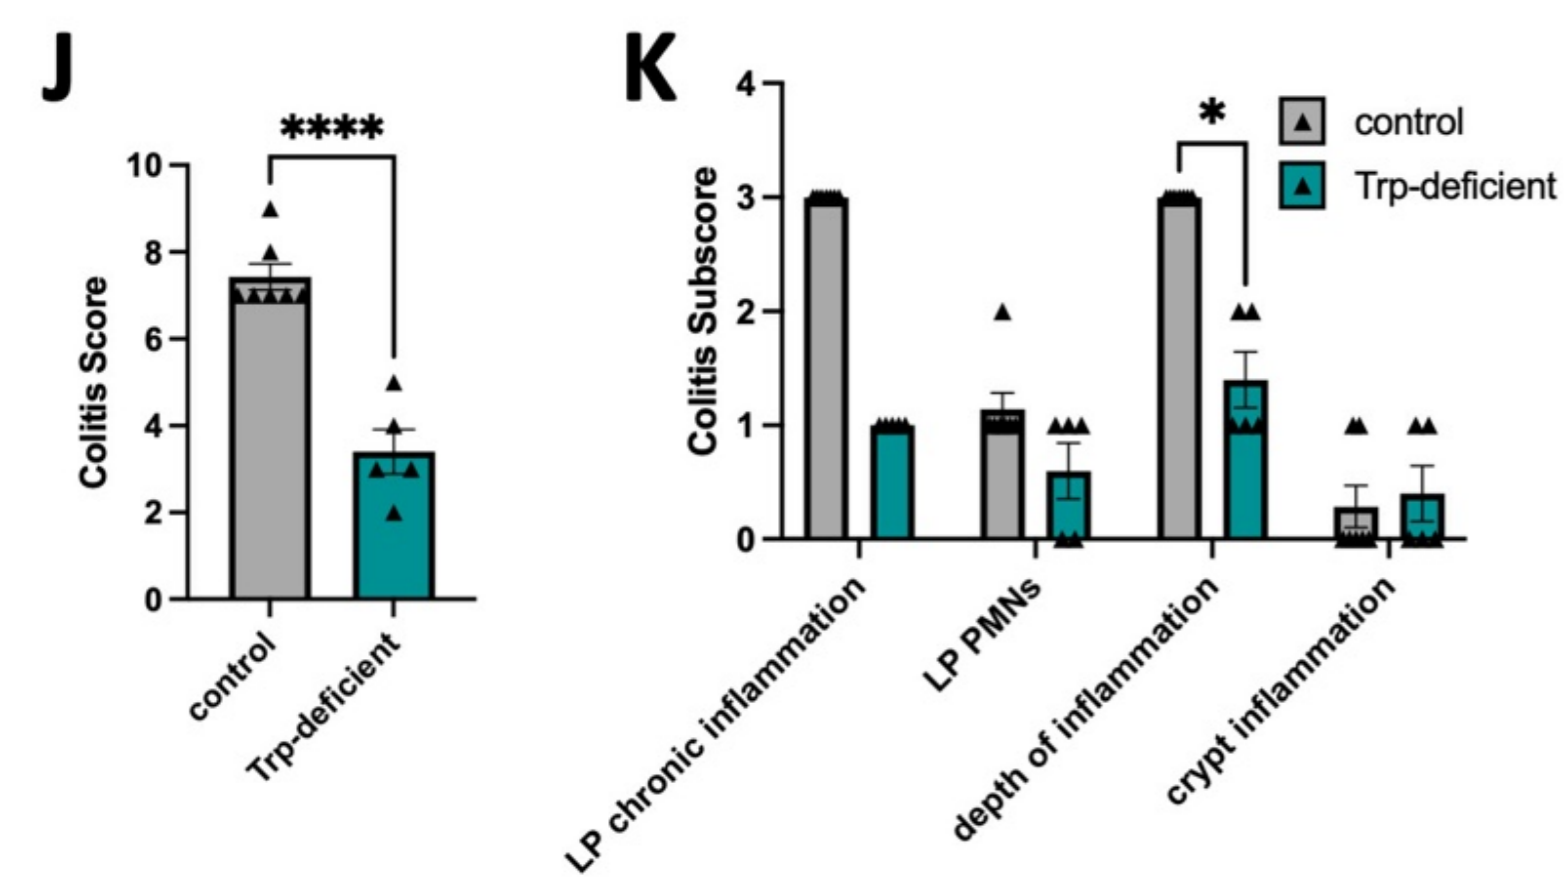 J
****
10
8
6
4
2
0
Colitis Score
control
Trp-deficient
K
4
3
2
1
0
Colitis Subscore
*
control
Trp-deficient
LP chronic inflammation
LP PMNs
depth of inflammation
crypt inflammation